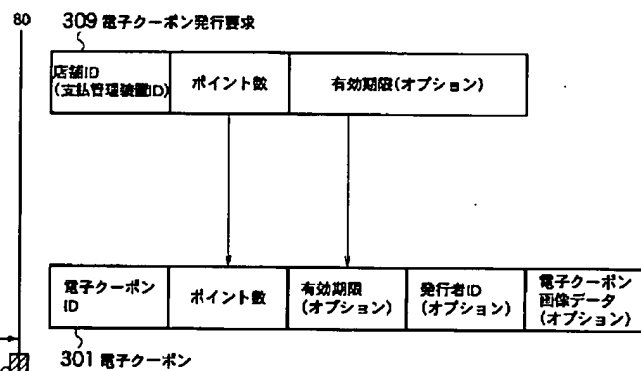 80
309 電子クーポン発行要求
店舗ID
(支払管理装置ID)
ポイント数
有効期限(オプション)
電子クーポン
ID
ポイント数
有効期限
(オプション)
発行者ID
(オプション)
電子クーポン
画像データ
(オプション)
301 電子クーポン